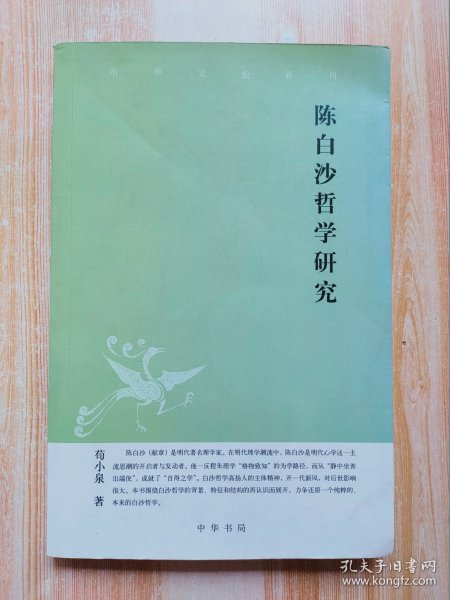 中华文史新刊
陈白沙哲学研究
荀小泉 著
陈白沙（献章）是明代著名理学家。在明代理学潮流中，陈白沙是明代心学这一主
流思潮的开启者与发动者。他一反程朱理学“格物致知”的为学路径，而从“静中坐养
出端倪”，成就了“自得之学”。白沙哲学高扬人的主体精神，开一代新风，对后世影响
很大。本书围绕白沙哲学的背景、特征和结构的再认识而展开，力争还原一个纯粹的、
本来的白沙哲学。
中华书局
孔夫子旧书网
www.kongfz.com